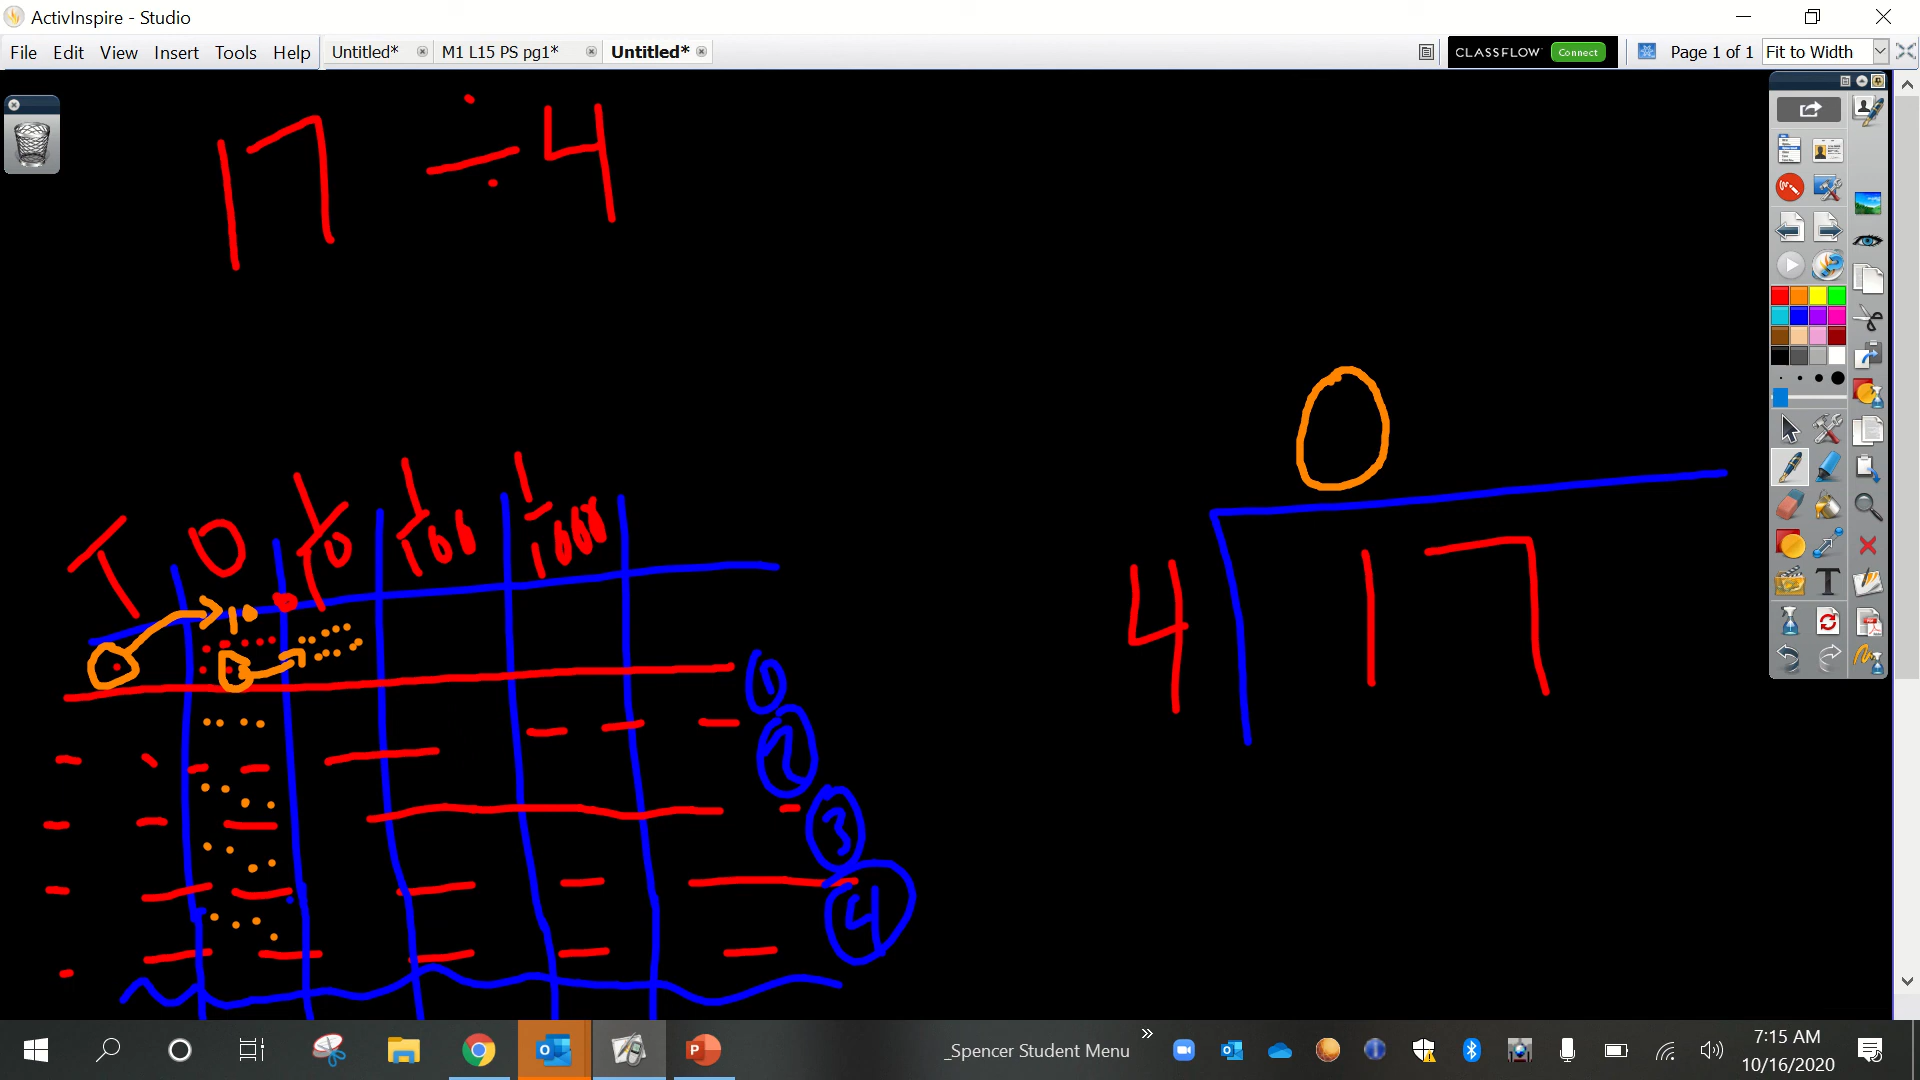 ActivInspire - Studio
File Edit View Insert Tools Help Untitled* M1 L15 PS pg1* Untitled* CLASSFLOW Connect Page 1 of 1 Fit to Width
17 ÷ 4
0
T O 1/10 1/100 1/1000
10
4 17
1
2
3
4
_Spencer Student Menu
7:15 AM
10/16/2020